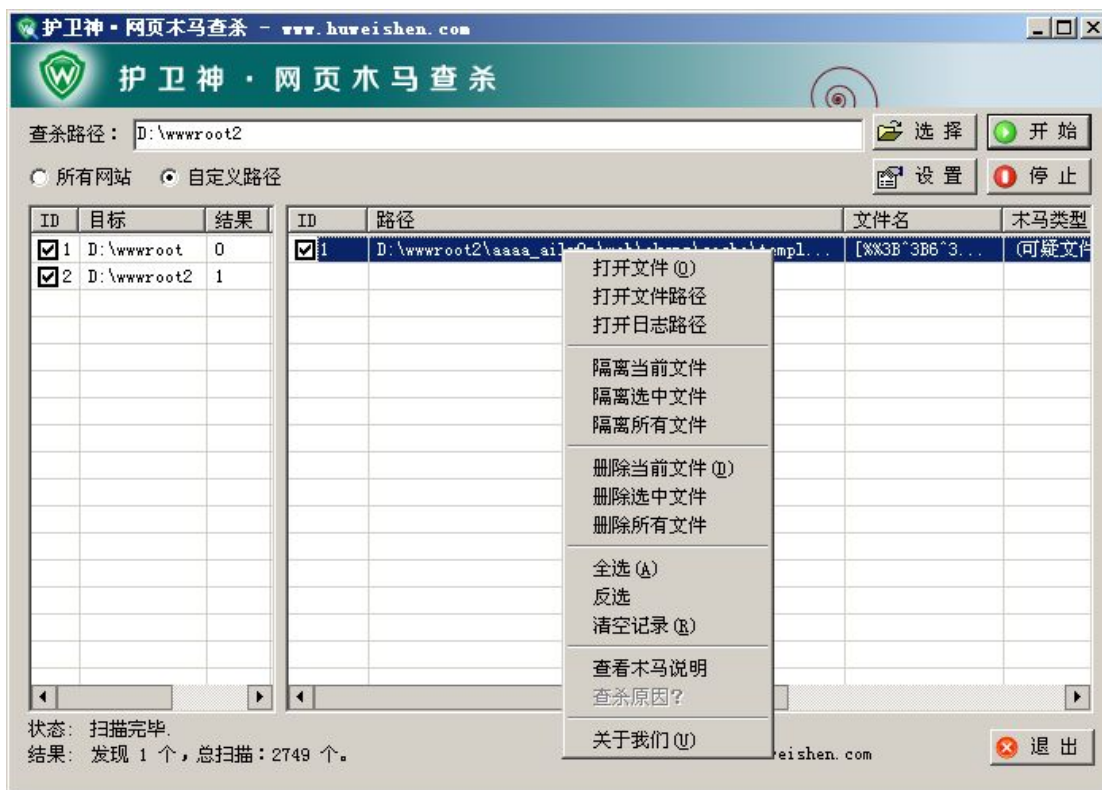 护卫神·网页木马查杀 - www.huweishen.com
护卫神·网页木马查杀
查杀路径： D:\wwwroot2 选择 开始
所有网站 自定义路径 设置 停止
ID 目标 结果 ID 路径 文件名 木马类型
1 D:\wwwroot 0 1 D:\wwwroot2\aaaa_ empl... [%%3B^3B6^3... (可疑文件
2 D:\wwwroot2 1
打开文件(O)
打开文件路径
打开日志路径
隔离当前文件
隔离选中文件
隔离所有文件
删除当前文件(D)
删除选中文件
删除所有文件
全选(A)
反选
清空记录(R)
查看木马说明
查杀原因?
关于我们(U)
状态: 扫描完毕.
结果: 发现 1 个，总扫描：2749 个。 eishen.com 退出